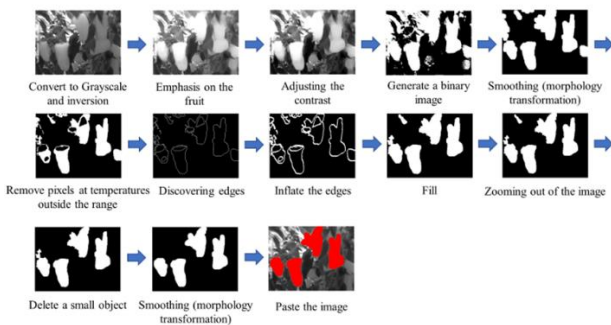 Convert to Grayscale
and inversion
Emphasis on the
fruit
Adjusting the
contrast
Generate a binary
image
Smoothing (morphology
transformation)
Remove pixels at temperatures
outside the range
Discovering edges
Inflate the edges
Fill
Zooming out of the image
Delete a small object
Smoothing (morphology
transformation)
Paste the image